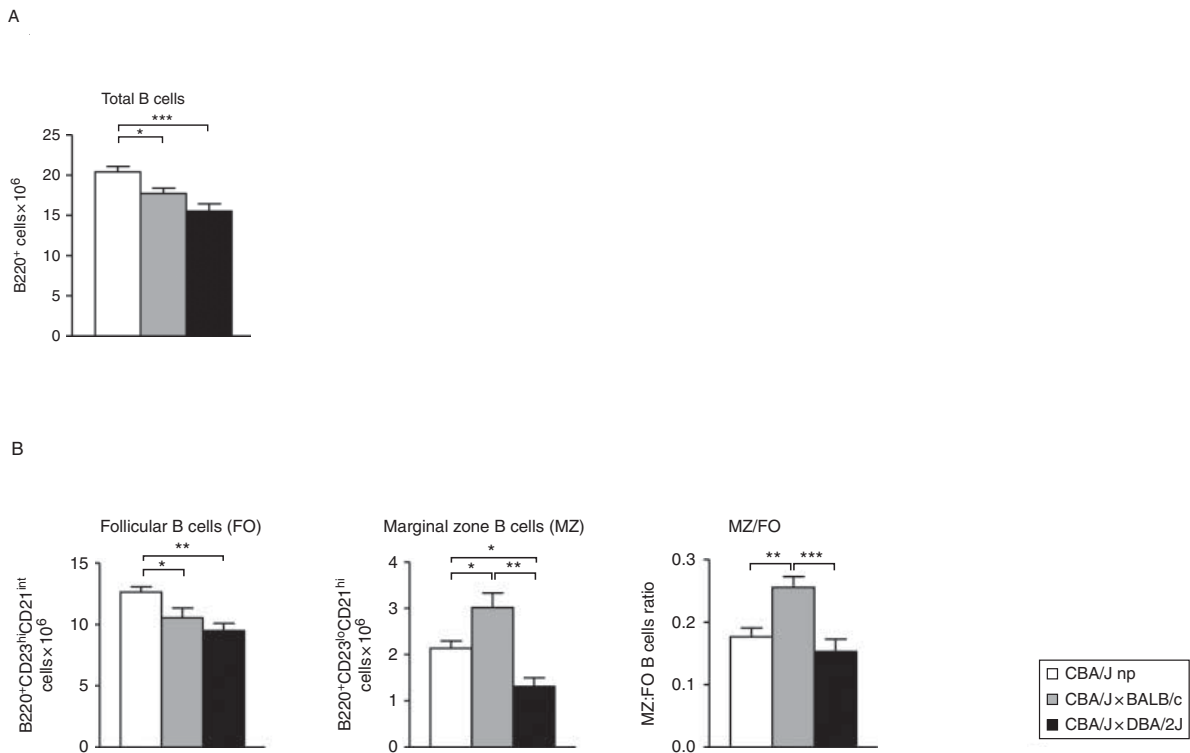 A
Total B cells
***
*
25
20
15
10
5
0
B220⁺ cells×10⁶
B
Follicular B cells (FO)
**
*
15
10
5
0
B220⁺CD23ʰⁱCD21ⁱⁿᵗ
cells×10⁶
Marginal zone B cells (MZ)
*
* **
4
3
2
1
0
B220⁺CD23ˡᵒCD21ʰⁱ
cells×10⁶
MZ/FO
** ***
0.3
0.2
0.1
0.0
MZ:FO B cells ratio
CBA/J np
CBA/J×BALB/c
CBA/J×DBA/2J